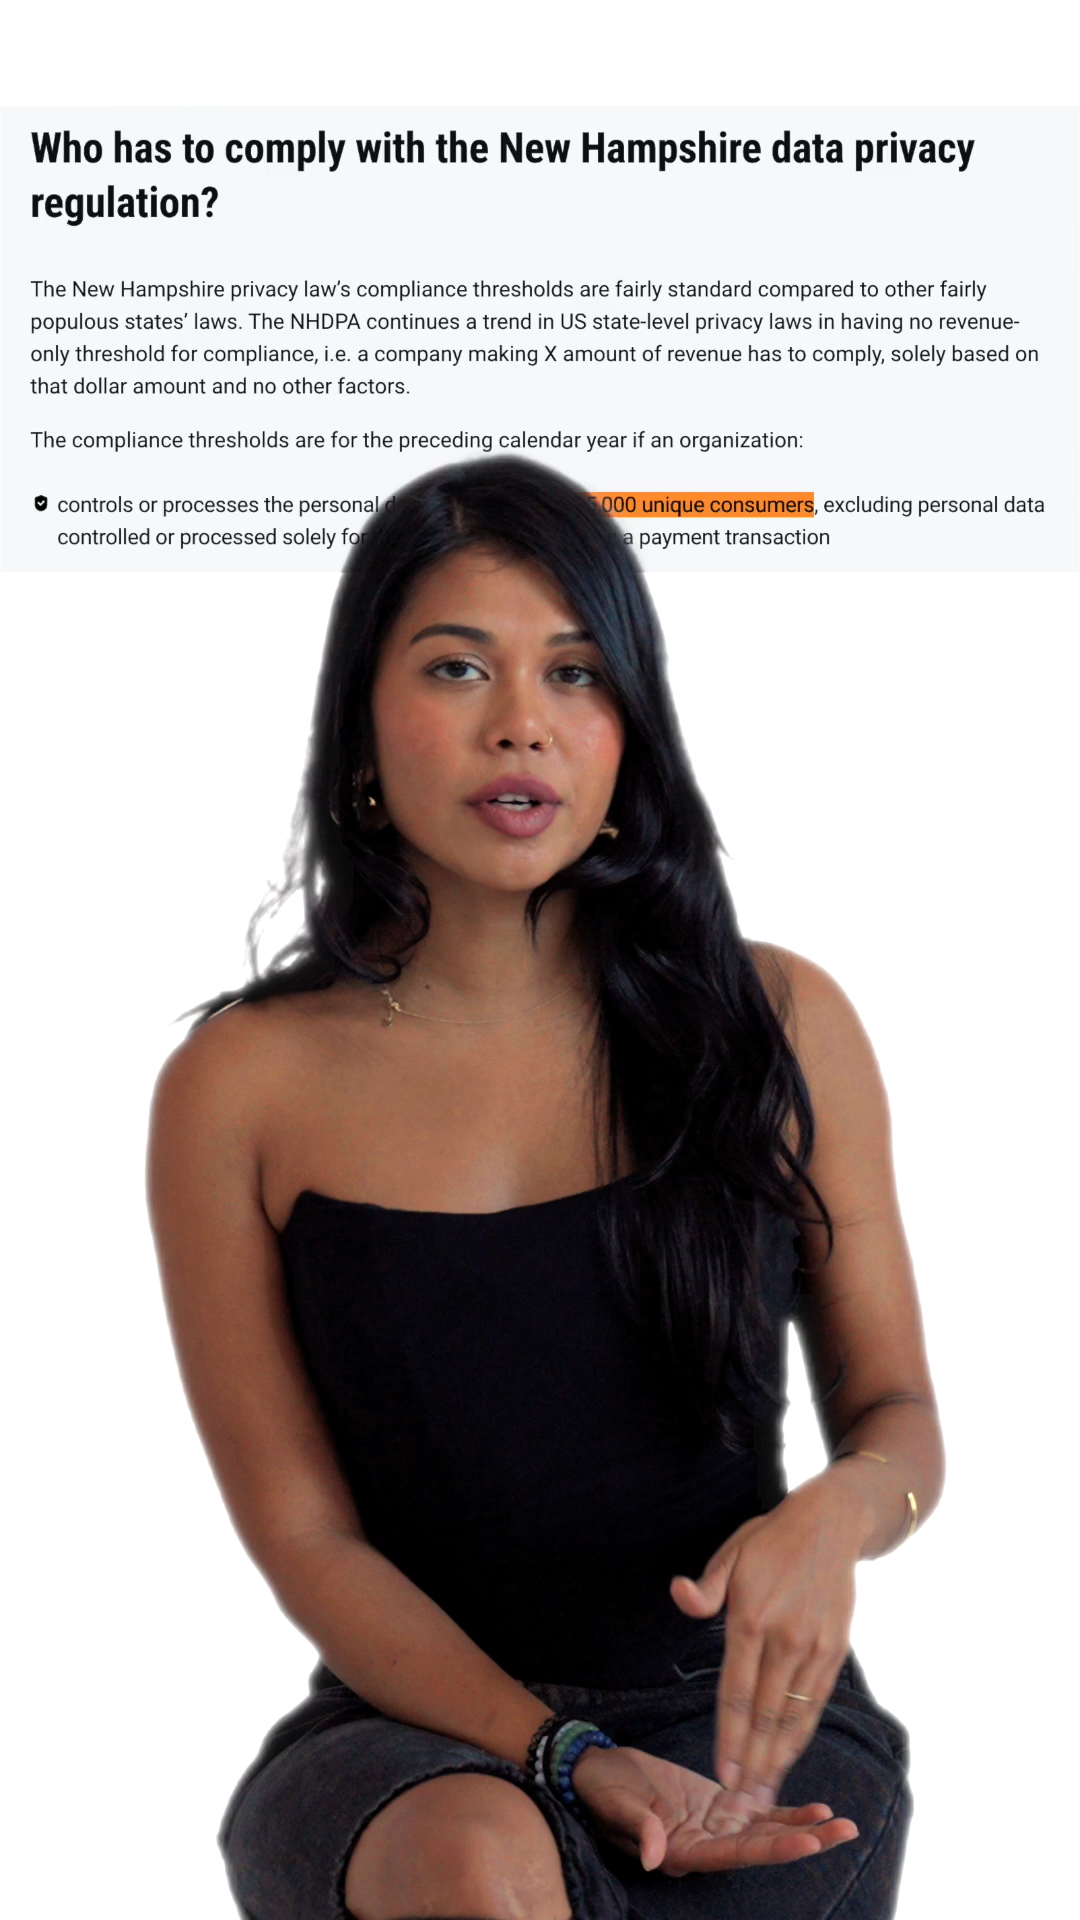 Who has to comply with the New Hampshire data privacy
regulation?
The New Hampshire privacy law’s compliance thresholds are fairly standard compared to other fairly
populous states’ laws. The NHDPA continues a trend in US state-level privacy laws in having no revenue-
only threshold for compliance, i.e. a company making X amount of revenue has to comply, solely based on
that dollar amount and no other factors.
The compliance thresholds are for the preceding calendar year if an organization:
controls or processes the personal 000 unique consumers, excluding personal data
controlled or processed solely for a payment transaction